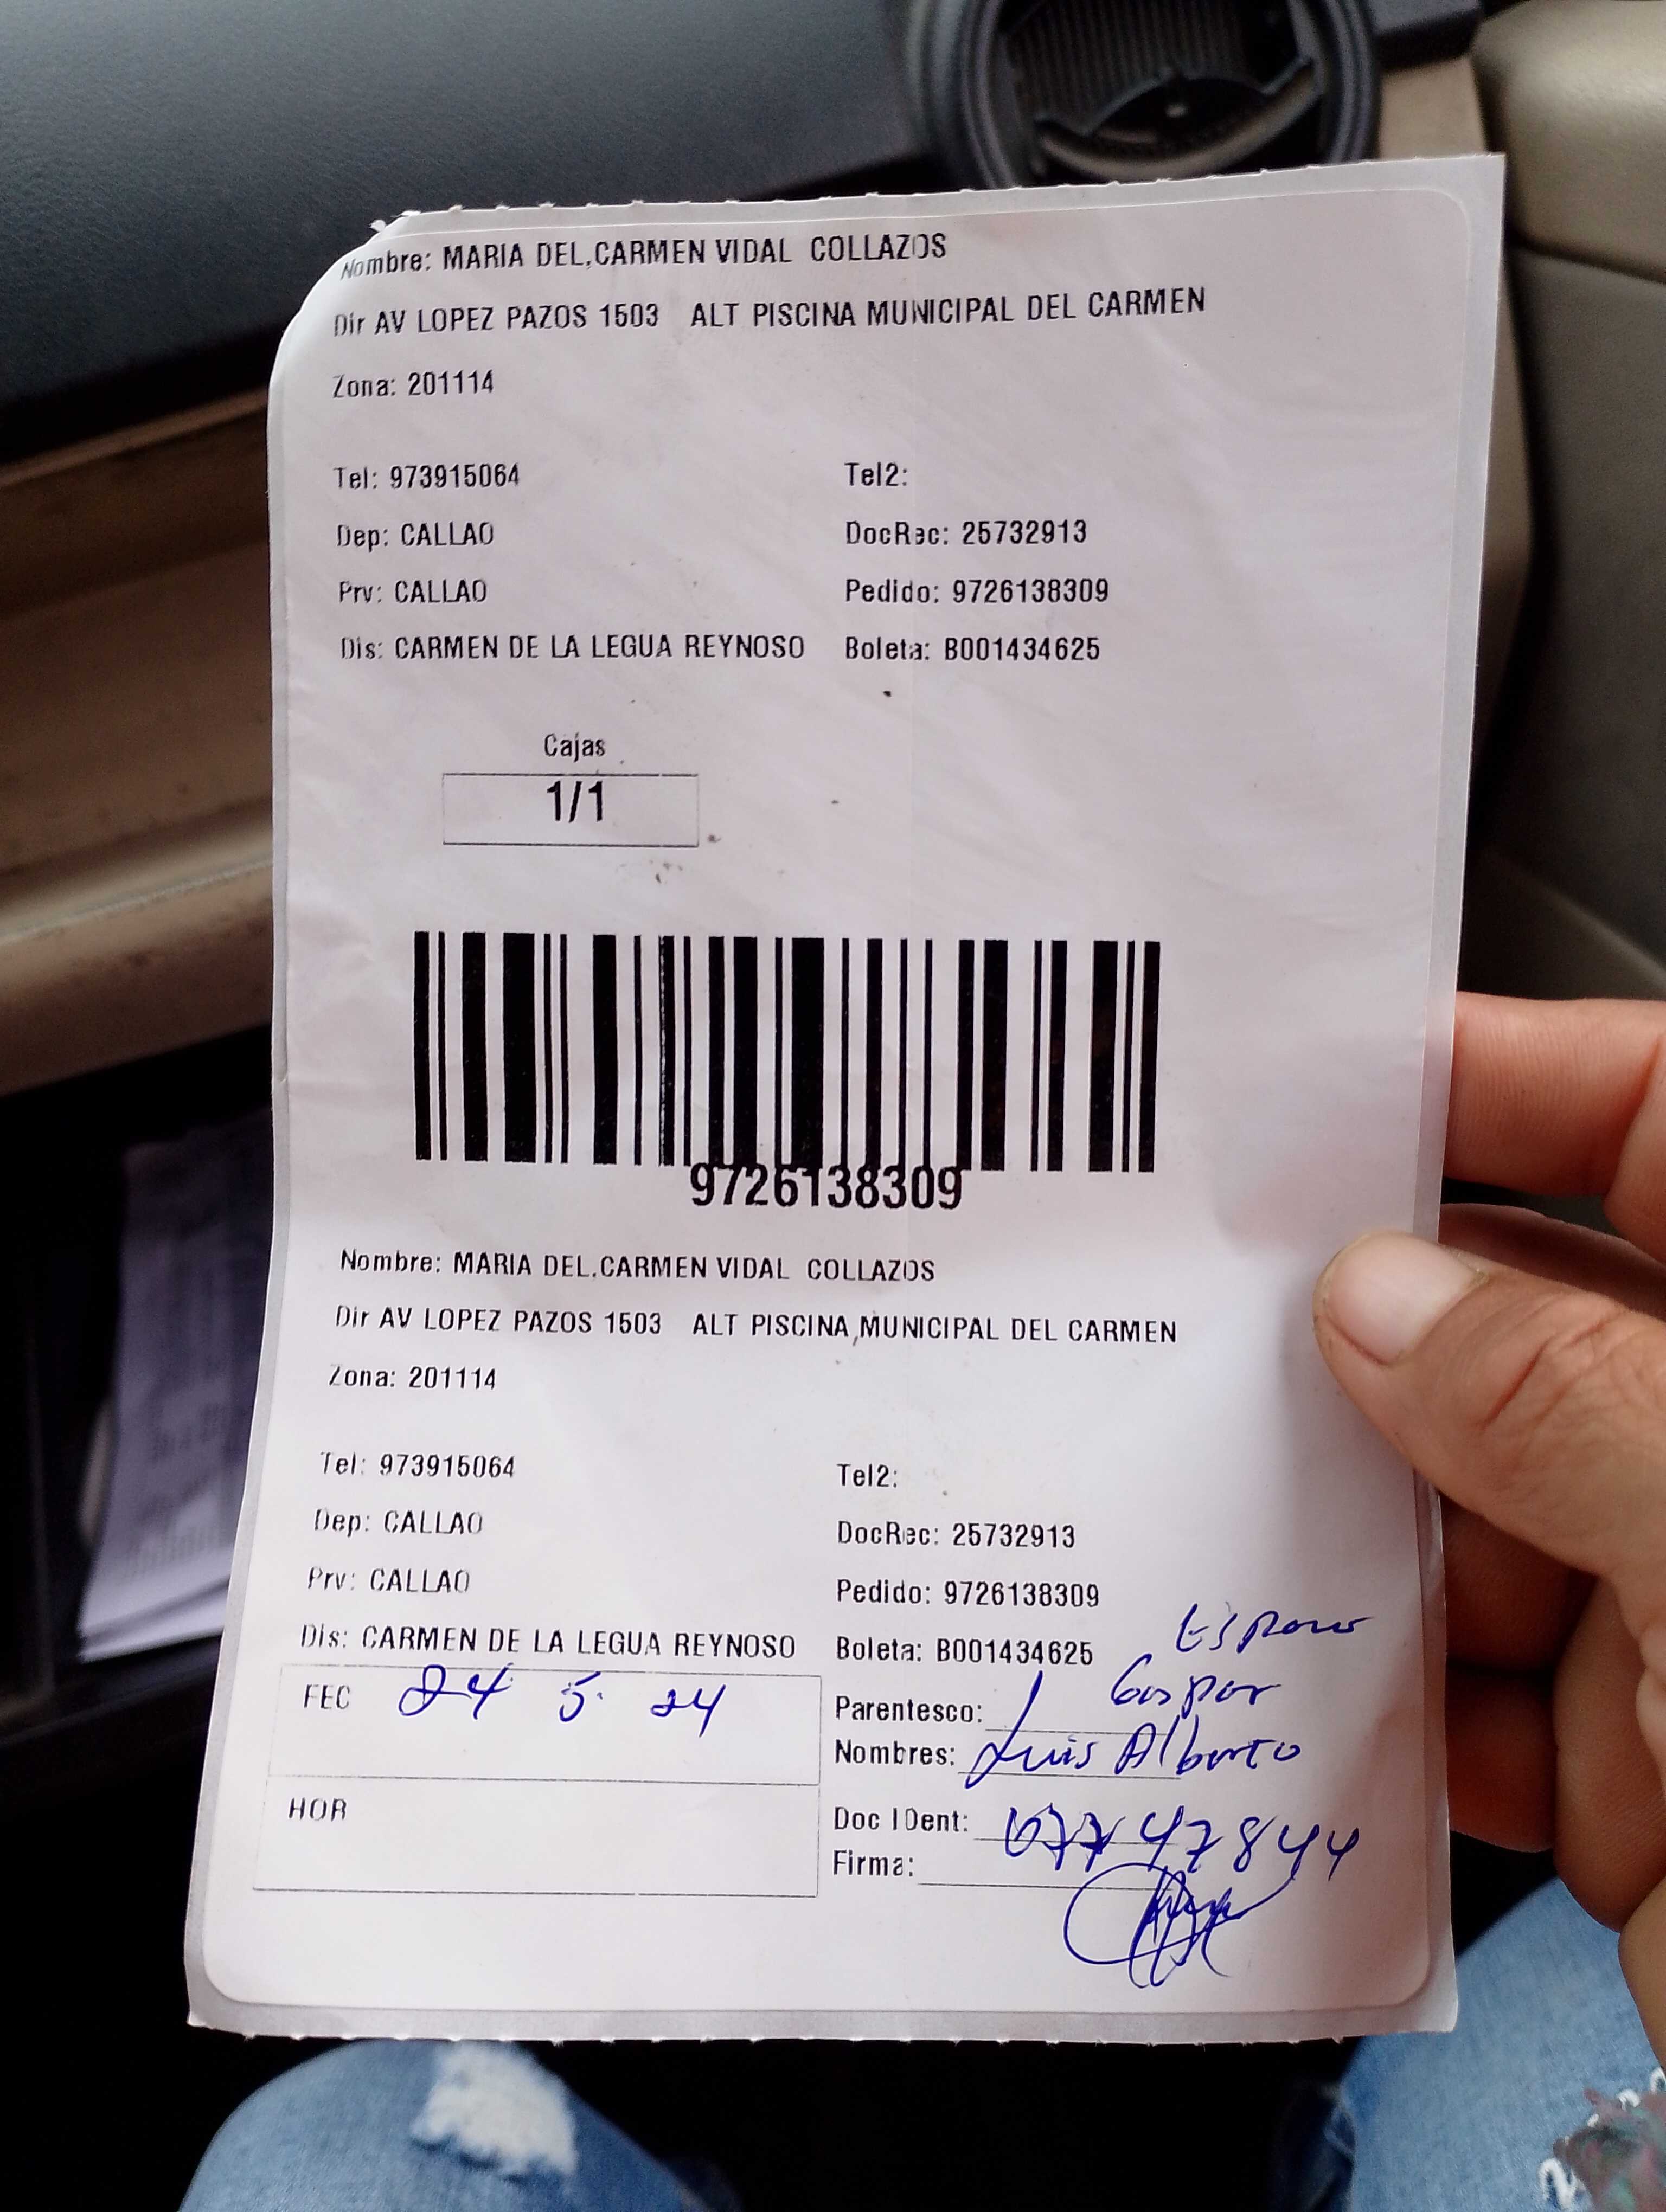 Nombre: MARIA DEL.CARMEN VIDAL COLLAZOS
Dir AV LOPEZ PAZOS 1503 ALT PISCINA MUNICIPAL DEL CARMEN
Zona: 201114
Tel: 973915064 Tel2:
Dep: CALLAO DocRec: 25732913
Prv: CALLAO Pedido: 9726138309
Dis: CARMEN DE LA LEGUA REYNOSO Boleta: B001434625
Cajas
1/1
9726138309
Nombre: MARIA DEL.CARMEN VIDAL COLLAZOS
Dir AV LOPEZ PAZOS 1503 ALT PISCINA MUNICIPAL DEL CARMEN
Zona: 201114
Tel: 973915064 Tel2:
Dep: CALLAO DocRec: 25732913
Prv: CALLAO Pedido: 9726138309
Dis: CARMEN DE LA LEGUA REYNOSO Boleta: B001434625
Esposo
FEC 24 5 24
Parentesco: Gaspar
Nombres: Luis Alberto
HOR
Doc IDent: 07747844
Firma: